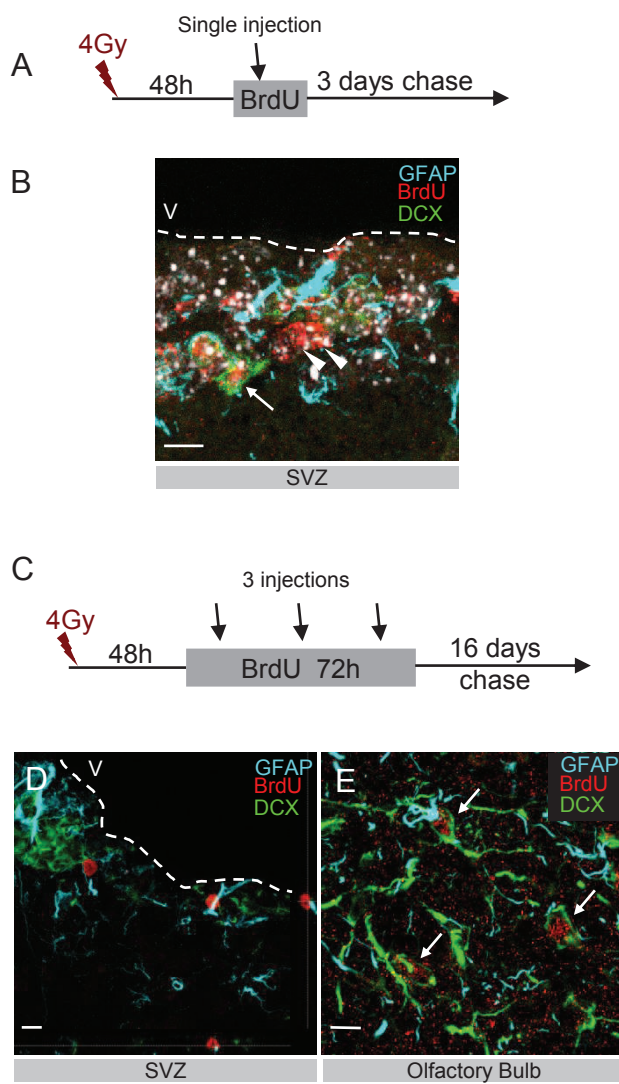 Single injection
4Gy
A
48h
BrdU
3 days chase
B
V
GFAP
BrdU
DCX
SVZ
C
3 injections
4Gy
48h
BrdU 72h
16 days
chase
D
V
GFAP
BrdU
DCX
E
GFAP
BrdU
DCX
SVZ
Olfactory Bulb